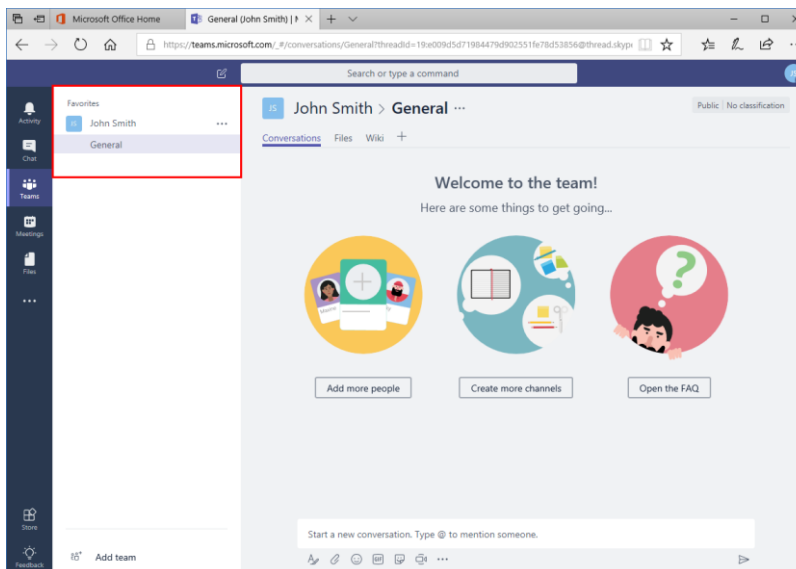 Microsoft Office Home
General (John Smith) |
https://teams.microsoft.com/_#/conversations/General?threadId=19:e009d5d71984479d902551fe78d53856@thread.skyp
Search or type a command
JS
Activity
Chat
Teams
Meetings
Files
Store
Feedback
Favorites
JS John Smith
General
Add team
JS John Smith > General
Public No classification
Conversations Files Wiki
Welcome to the team!
Here are some things to get going...
Maxine
Add more people Create more channels Open the FAQ
Start a new conversation. Type @ to mention someone.
GIF